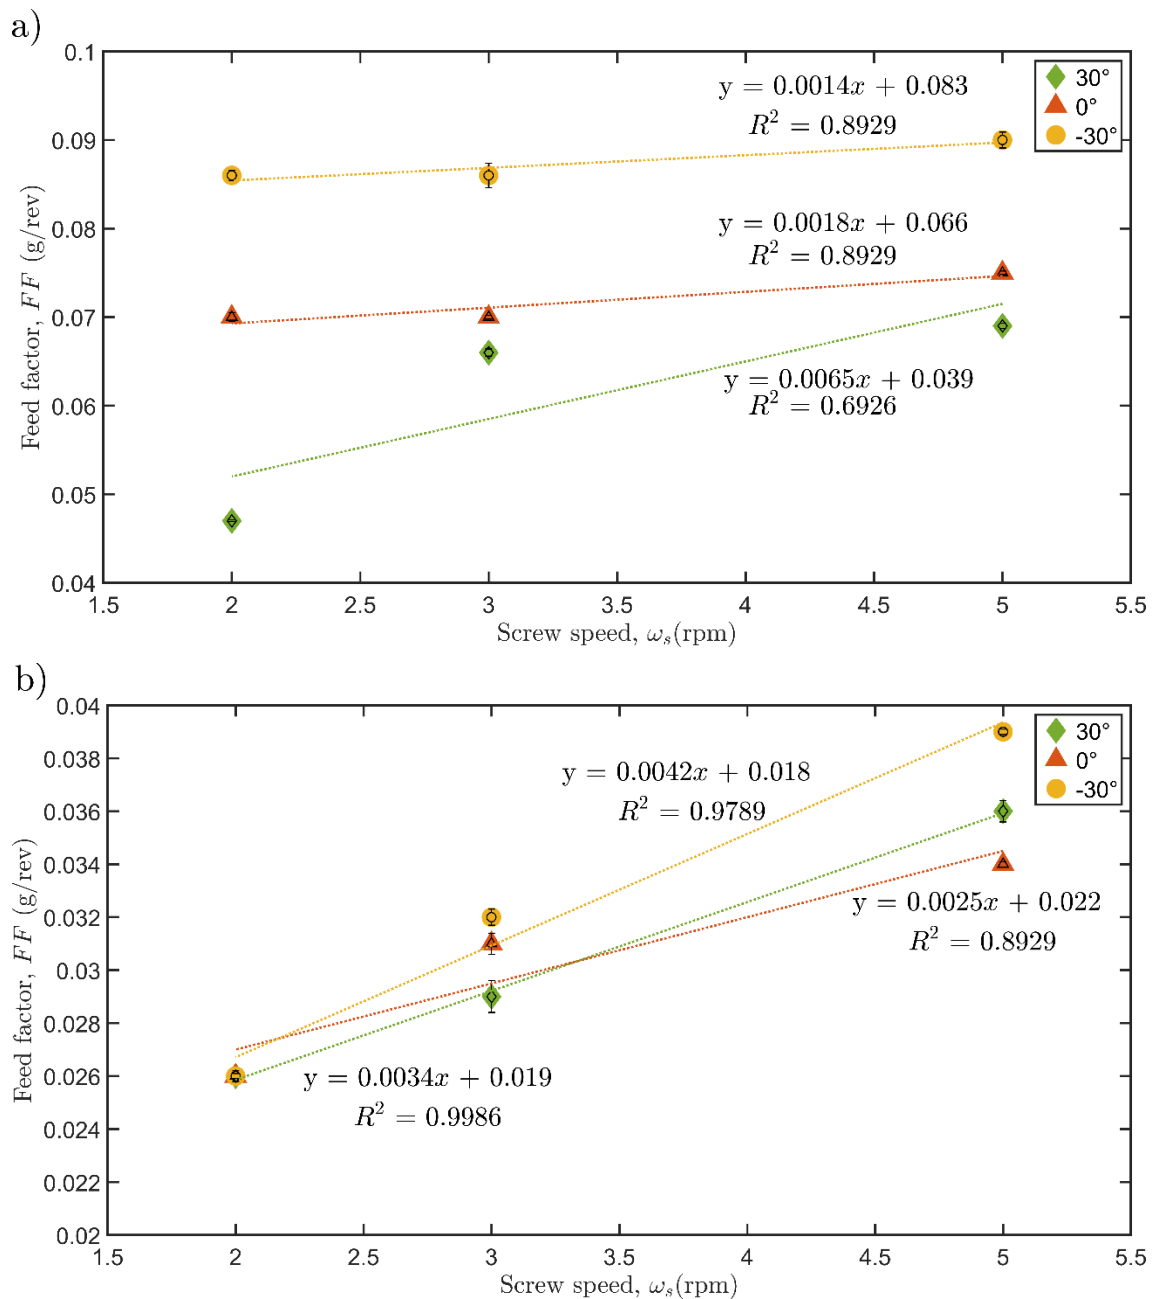 a)
0.1
0.09
0.08
0.07
0.06
0.05
0.04
Feed factor, FF (g/rev)
y = 0.0014x + 0.083
R² = 0.8929
y = 0.0018x + 0.066
R² = 0.8929
y = 0.0065x + 0.039
R² = 0.6926
30°
0°
-30°
1.5 2 2.5 3 3.5 4 4.5 5 5.5
Screw speed, ωₛ(rpm)
b)
0.04
0.038
0.036
0.034
0.032
0.03
0.028
0.026
0.024
0.022
0.02
Feed factor, FF (g/rev)
y = 0.0042x + 0.018
R² = 0.9789
y = 0.0025x + 0.022
R² = 0.8929
y = 0.0034x + 0.019
R² = 0.9986
30°
0°
-30°
1.5 2 2.5 3 3.5 4 4.5 5 5.5
Screw speed, ωₛ(rpm)